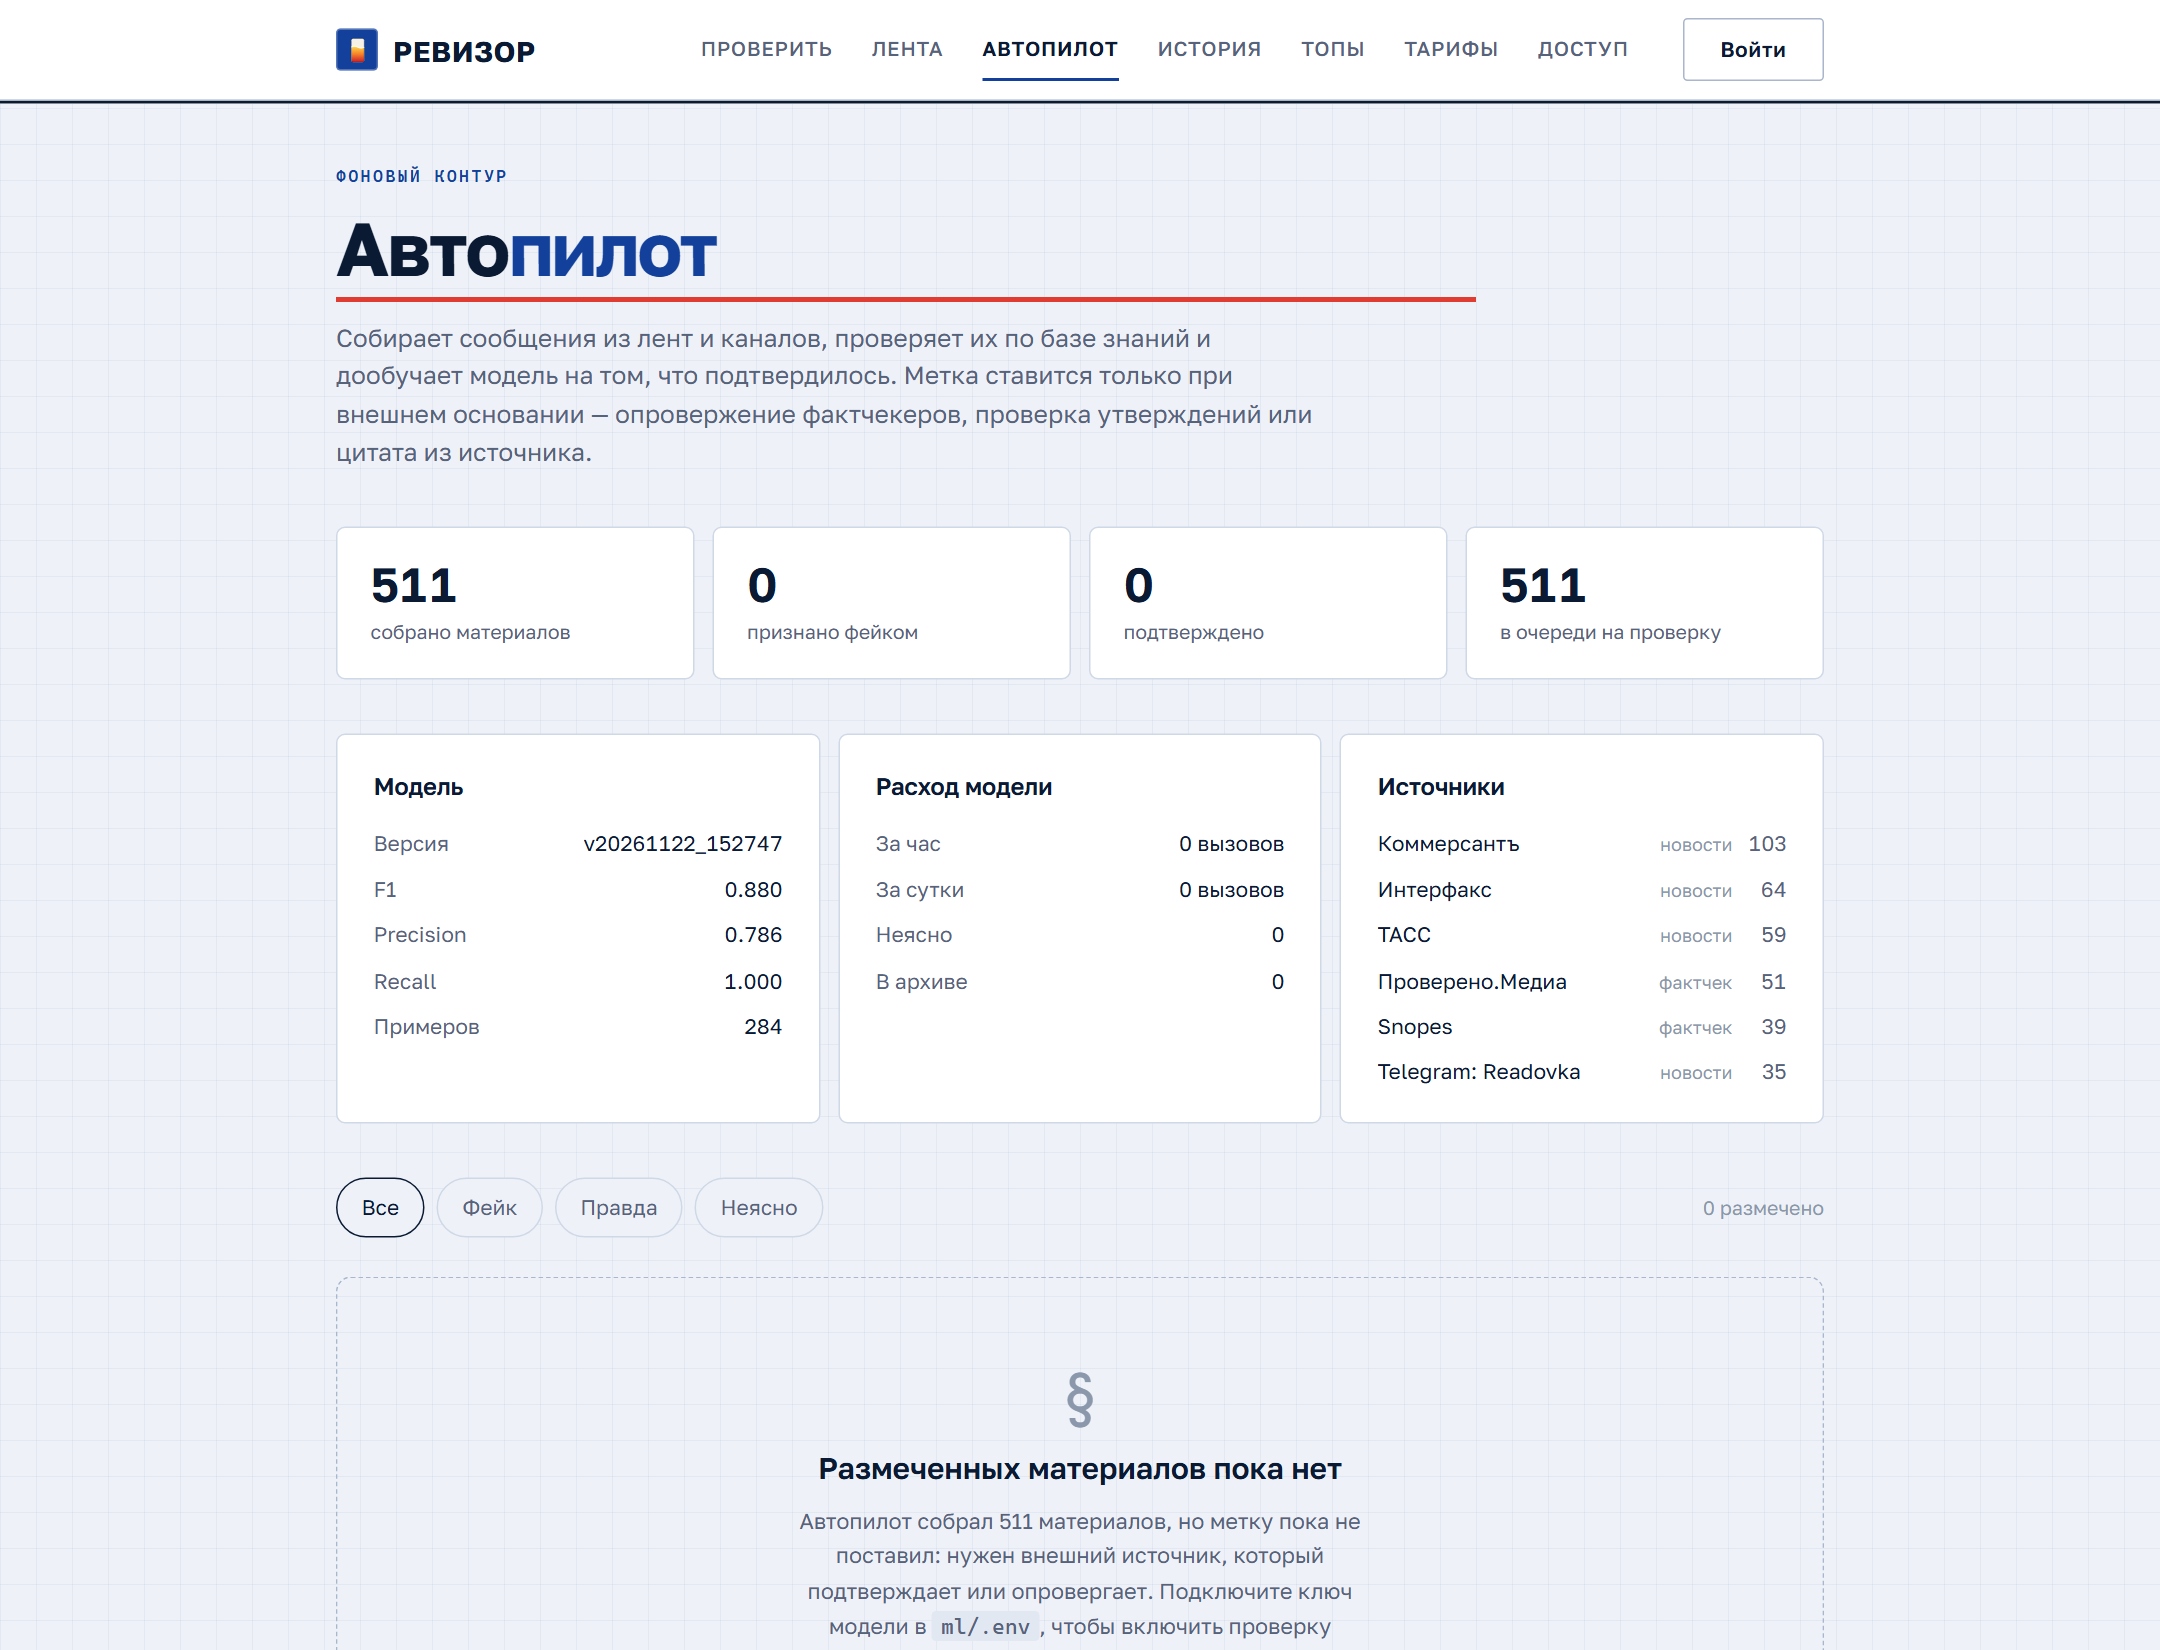 РЕВИЗОР
ПРОВЕРИТЬ ЛЕНТА АВТОПИЛОТ ИСТОРИЯ ТОПЫ ТАРИФЫ ДОСТУП Войти
ФОНОВЫЙ КОНТУР
Автопилот
Собирает сообщения из лент и каналов, проверяет их по базе знаний и
дообучает модель на том, что подтвердилось. Метка ставится только при
внешнем основании — опровержение фактчекеров, проверка утверждений или
цитата из источника.
511
собрано материалов
0
признано фейком
0
подтверждено
511
в очереди на проверку
Модель
Версия v20261122_152747
F1 0.880
Precision 0.786
Recall 1.000
Примеров 284
Расход модели
За час 0 вызовов
За сутки 0 вызовов
Неясно 0
В архиве 0
Источники
Коммерсантъ новости 103
Интерфакс новости 64
ТАСС новости 59
Проверено.Медиа фактчек 51
Snopes фактчек 39
Telegram: Readovka новости 35
Все Фейк Правда Неясно 0 размечено
§
Размеченных материалов пока нет
Автопилот собрал 511 материалов, но метку пока не
поставил: нужен внешний источник, который
подтверждает или опровергает. Подключите ключ
модели в ml/.env, чтобы включить проверку